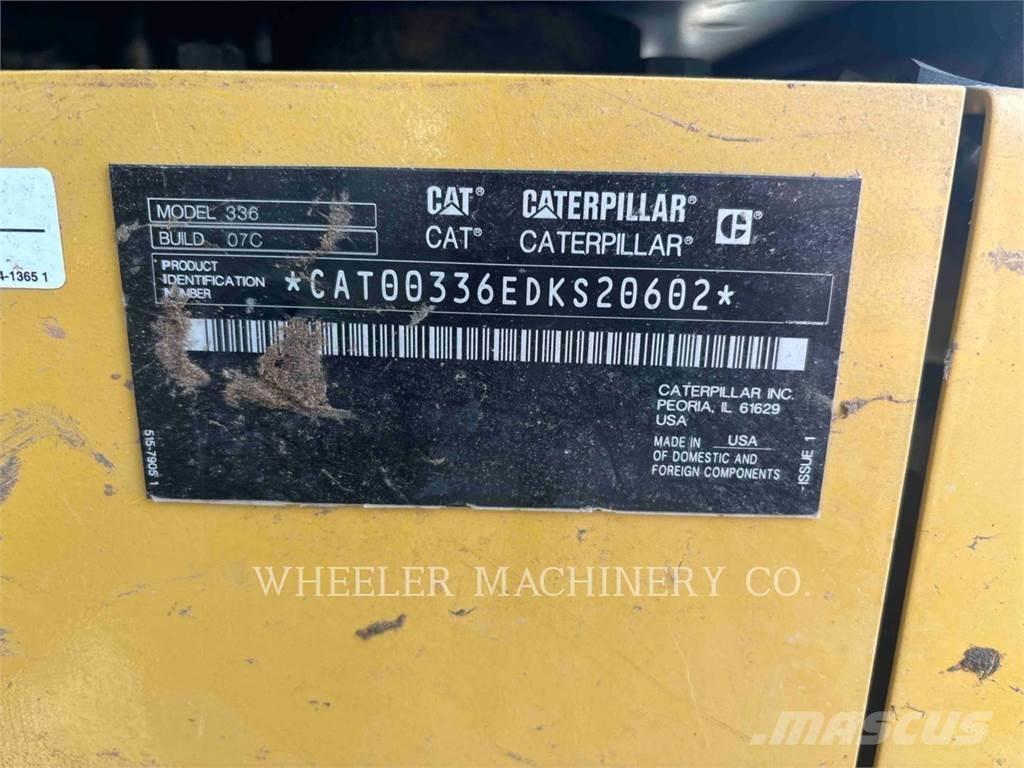 4-1365 1
MODEL 336
BUILD 07C
CAT® CATERPILLAR® C®
CAT® CATERPILLAR®
PRODUCT
IDENTIFICATION
NUMBER
*CAT00336EDKS20602*
CATERPILLAR INC.
PEORIA, IL 61629
USA
MADE IN USA
OF DOMESTIC AND
FOREIGN COMPONENTS
515-7905 1
ISSUE 1
WHEELER MACHINERY CO.
MASCUS